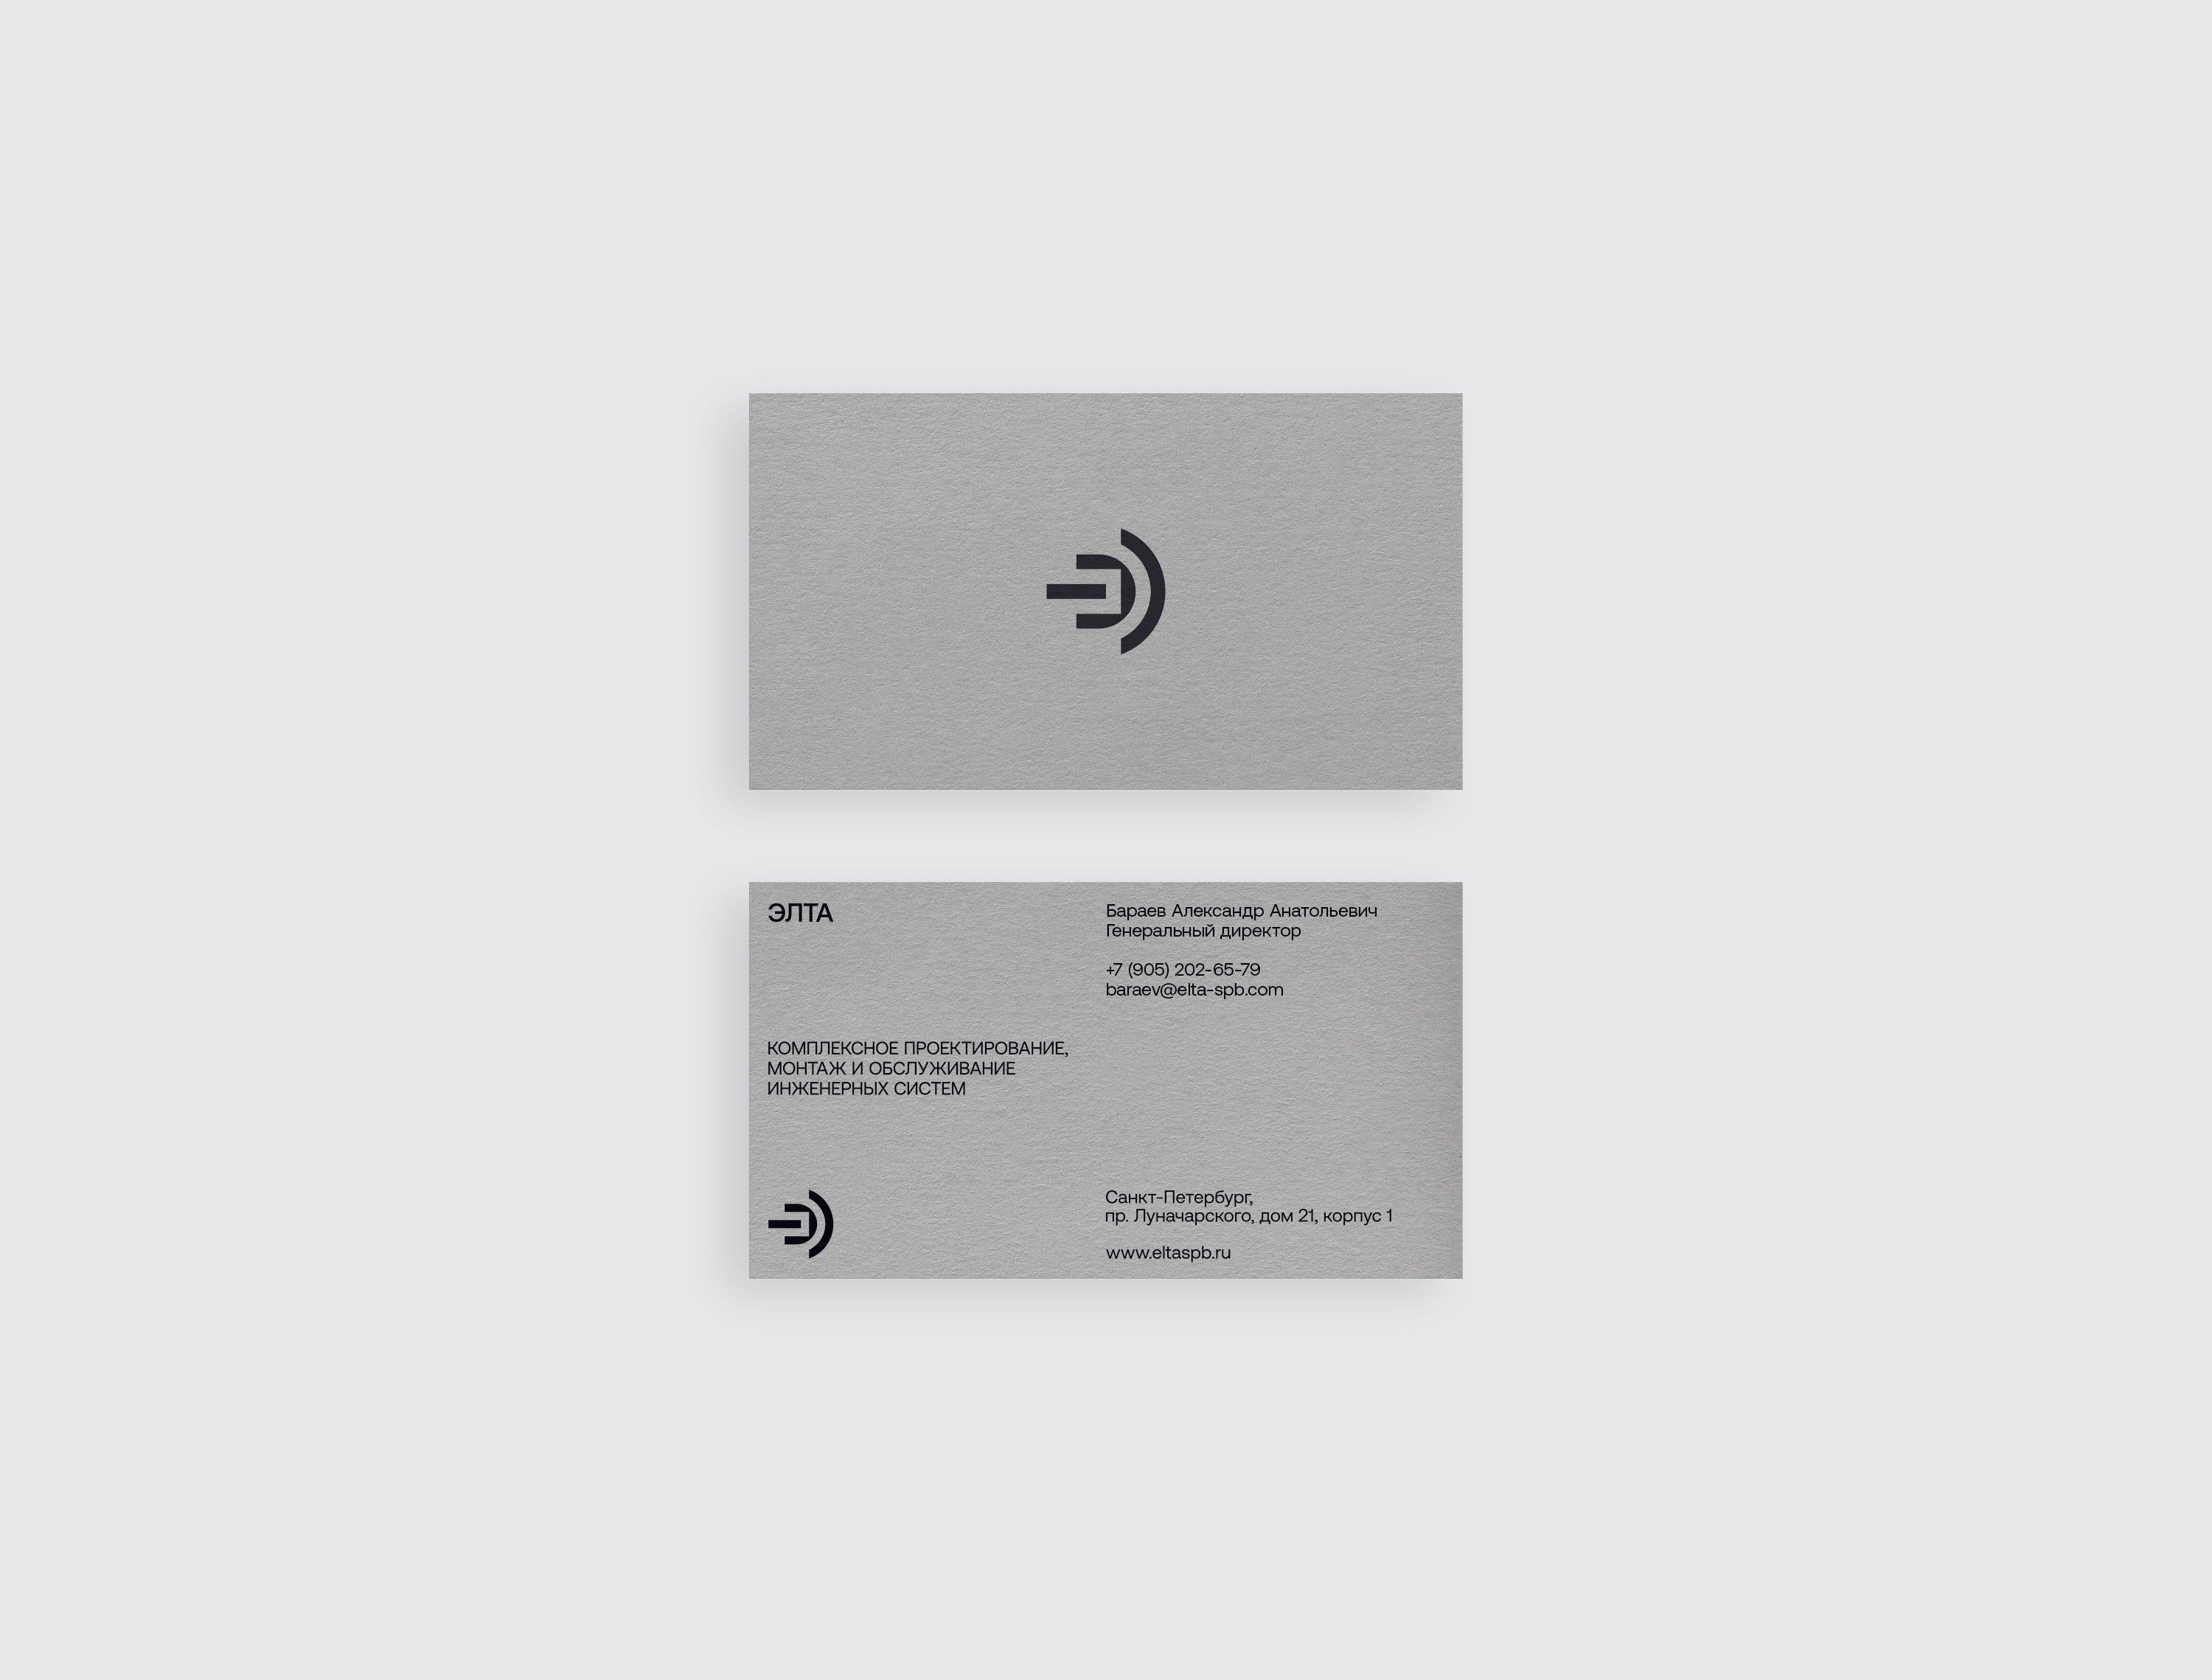 ЭЛТА
КОМПЛЕКСНОЕ ПРОЕКТИРОВАНИЕ,
МОНТАЖ И ОБСЛУЖИВАНИЕ
ИНЖЕНЕРНЫХ СИСТЕМ
Бараев Александр Анатольевич
Генеральный директор
+7 (905) 202-65-79
baraev@elta-spb.com
Санкт-Петербург,
пр. Луначарского, дом 21, корпус 1
www.eltaspb.ru